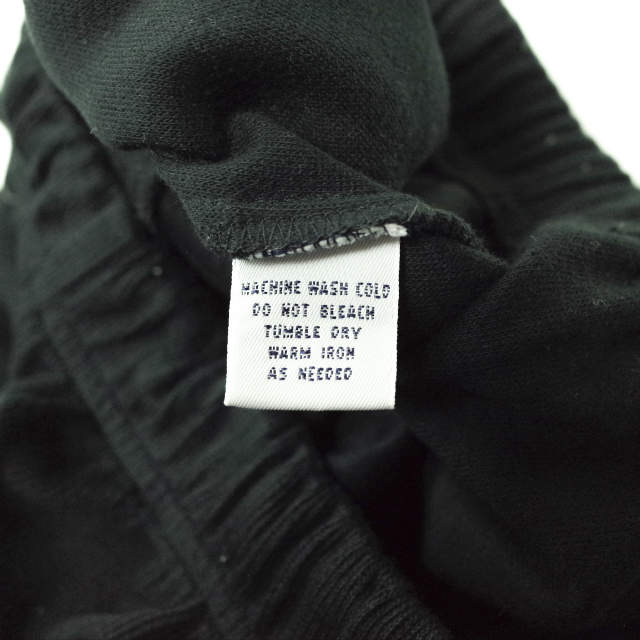 MACHINE WASH COLD
DO NOT BLEACH
TUMBLE DRY
WARM IRON
AS NEEDED